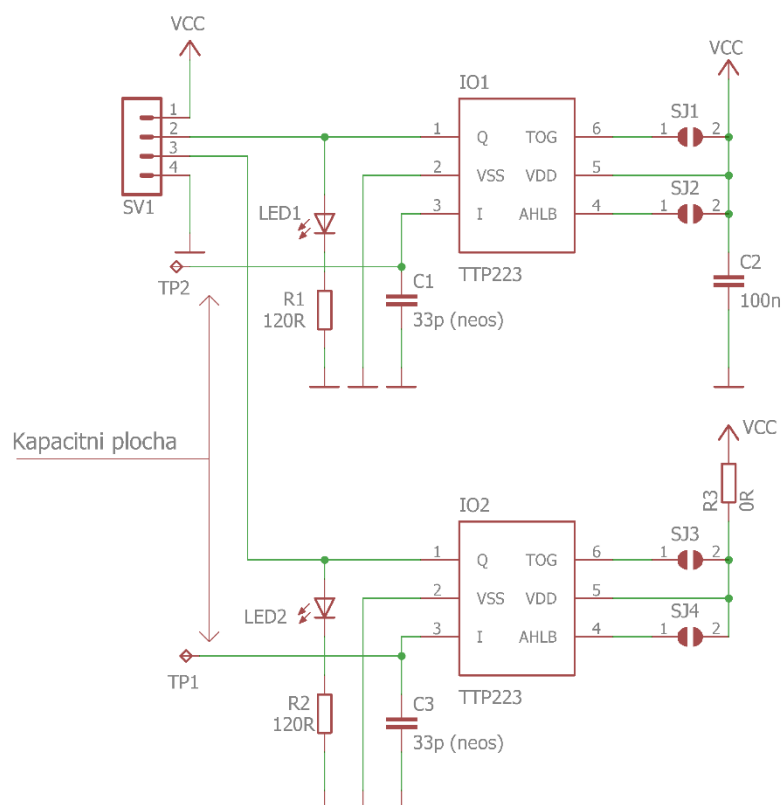 VCC
VCC
IO1
1
2
3
4
SV1
1 Q TOG 6
2 VSS VDD 5
3 I AHLB 4
TTP223
SJ1
1 2
SJ2
1 2
LED1
TP2
R1
120R
C1
33p (neos)
C2
100n
Kapacitni plocha
VCC
R3
0R
IO2
1 Q TOG 6
2 VSS VDD 5
3 I AHLB 4
TTP223
SJ3
1 2
SJ4
1 2
LED2
TP1
R2
120R
C3
33p (neos)